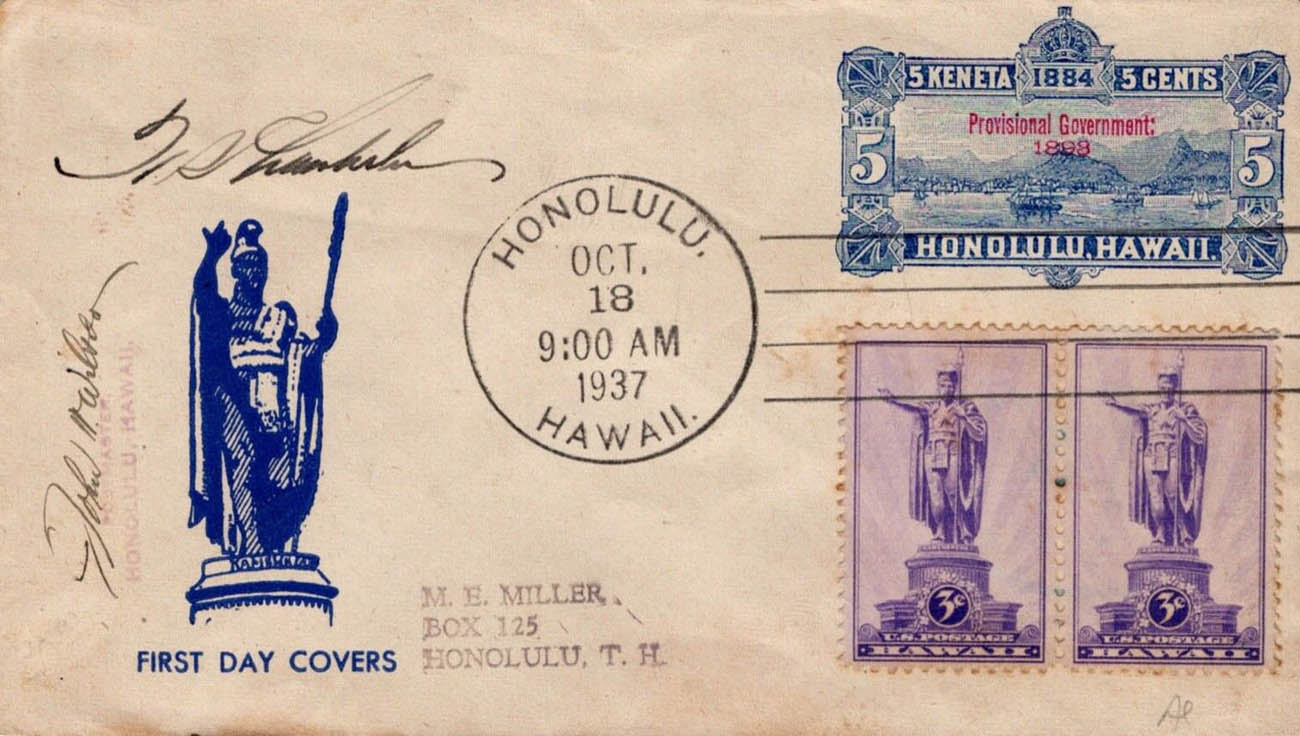 5 KENETA 1884 5 CENTS
Provisional Government:
1893
5 5
HONOLULU, HAWAII.
HONOLULU,
OCT.
18
9:00 AM
1937
HAWAII.
POSTMASTER
HONOLULU, HAWAII.
KAMEHAMEHA
FIRST DAY COVERS
M. E. MILLER
BOX 125
HONOLULU, T. H.
3¢
U.S. POSTAGE
HAWAII
3¢
U.S. POSTAGE
HAWAII